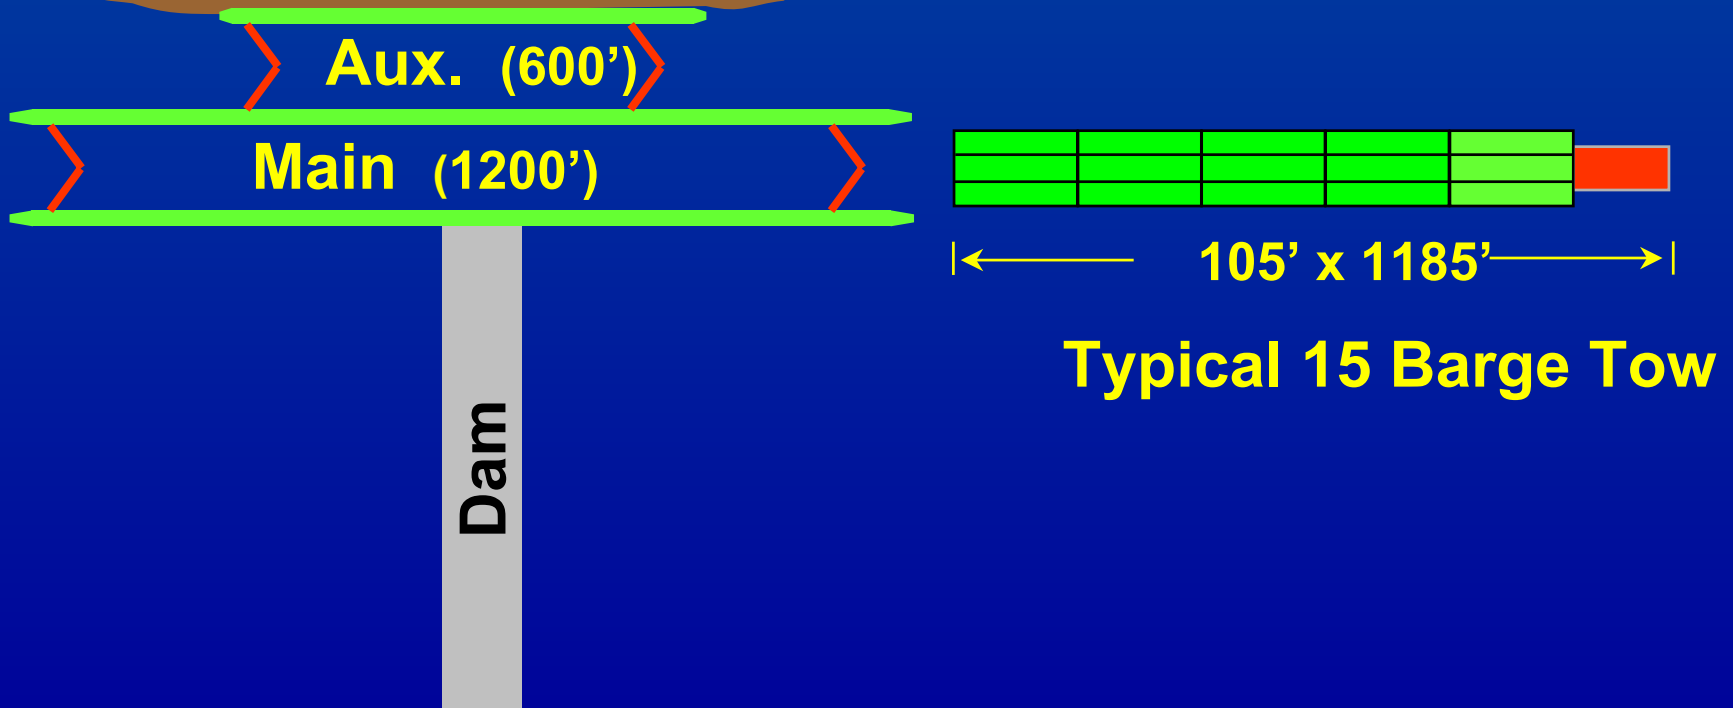 Aux. (600’)
Main (1200’)
105’ x 1185’
Typical 15 Barge Tow
Dam